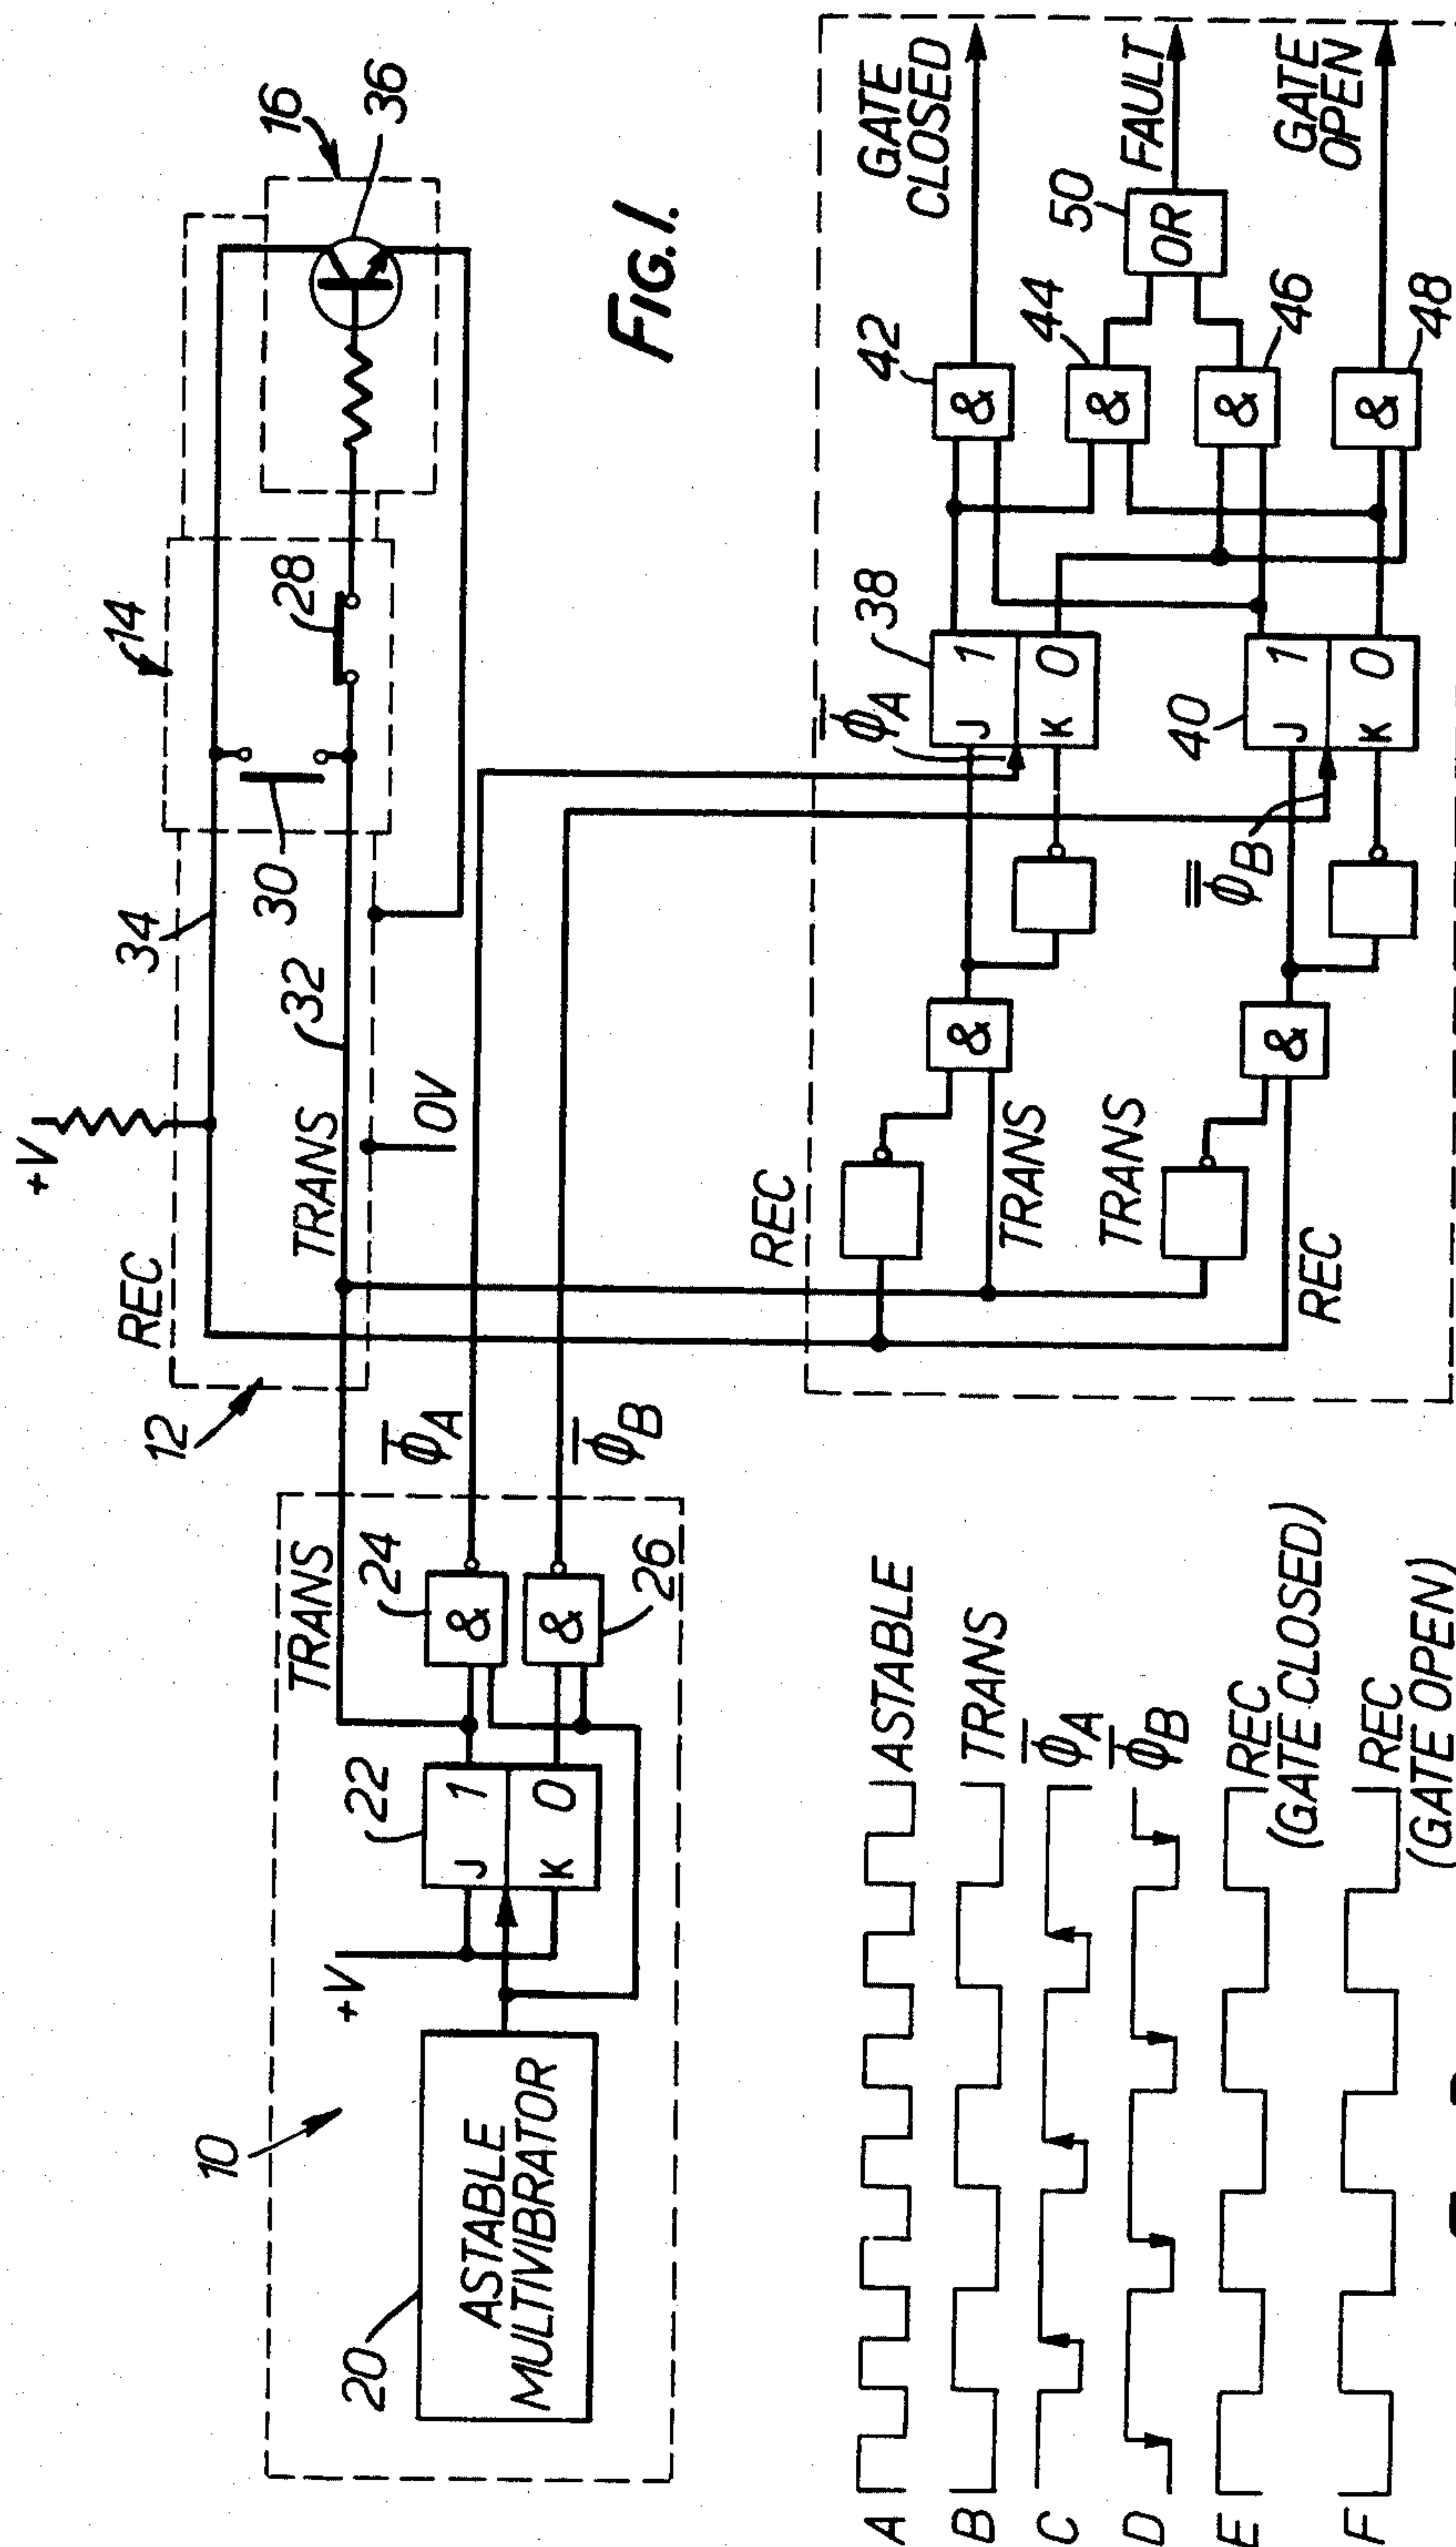 +V
REC
12
34
30
14
28
16
36
32
TRANS
0V
FIG. 1.
10
20
ASTABLE
MULTIVIBRATOR
+V
22
J 1
K 0
TRANS
24
&
&
26
φ̅A
φ̅B
REC
TRANS
TRANS
REC
&
&
φ̅A
38
J 1
K 0
φ̿B
40
J 1
K 0
42
&
44
&
&
46
&
48
50
OR
GATE
CLOSED
FAULT
GATE
OPEN
A ASTABLE
B TRANS
C φ̅A
D φ̅B
E REC
(GATE CLOSED)
F REC
(GATE OPEN)